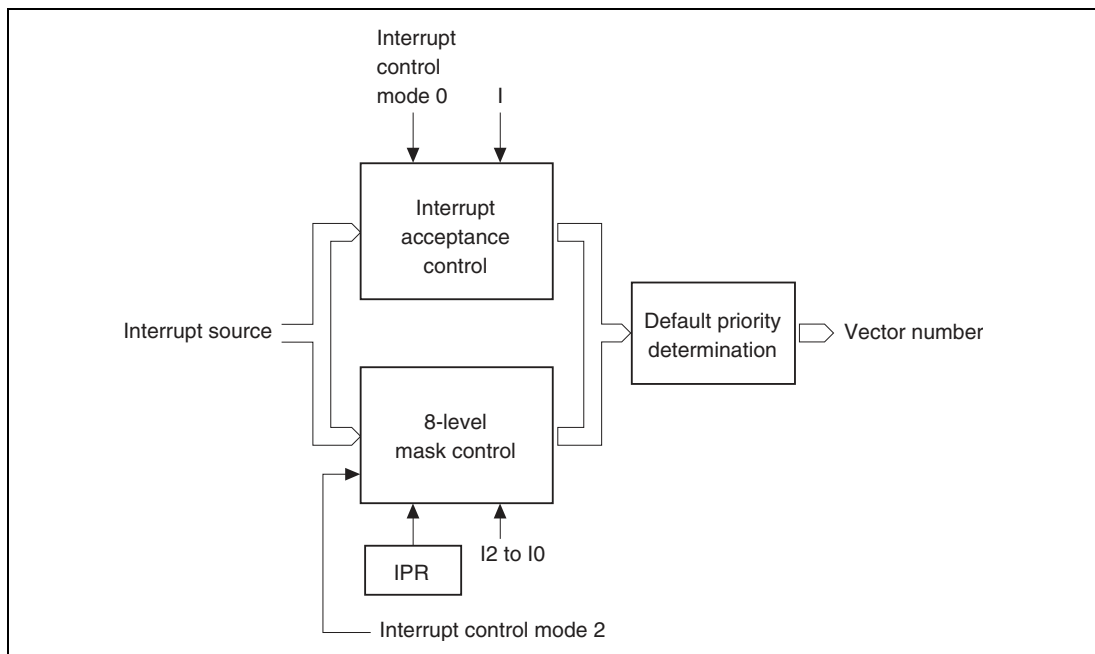 Interrupt
control
mode 0
I
Interrupt
acceptance
control
Interrupt source
Default priority
determination
Vector number
8-level
mask control
I2 to I0
IPR
Interrupt control mode 2